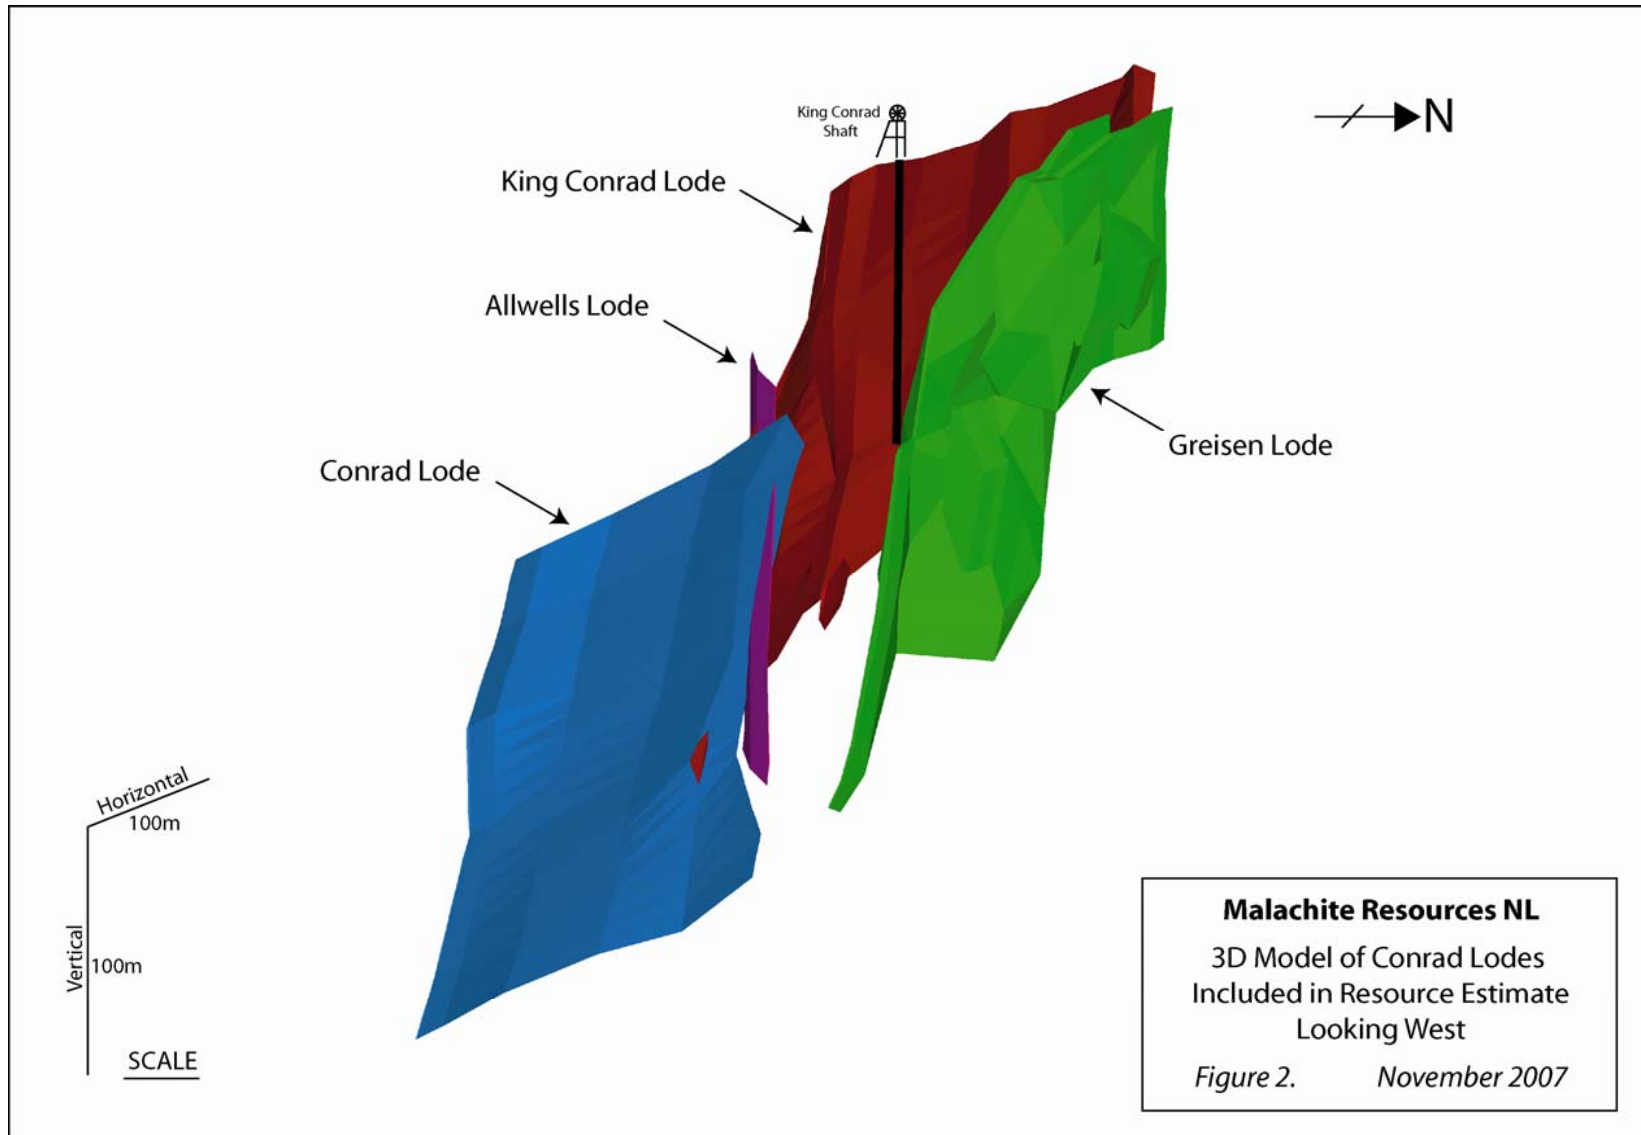 King Conrad
Shaft
N
King Conrad Lode
Allwells Lode
Conrad Lode
Greisen Lode
Horizontal
100m
Vertical
100m
SCALE
Malachite Resources NL
3D Model of Conrad Lodes
Included in Resource Estimate
Looking West
Figure 2. November 2007